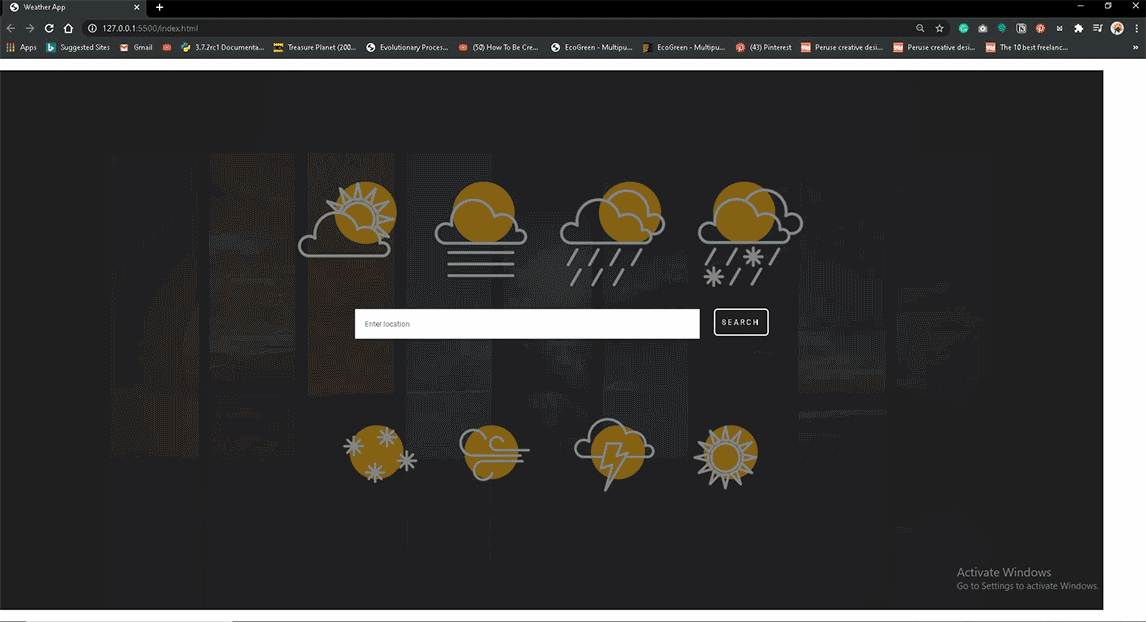 Weather App
127.0.0.1:5500/index.html
Apps Suggested Sites Gmail 3.7.2rc1 Documenta... Treasure Planet (200... Evolutionary Proces... (50) How To Be Cre... EcoGreen - Multipu... EcoGreen - Multipu... (43) Pinterest Peruse creative desi... Peruse creative desi... The 10 best freelanc... »
Enter location
SEARCH
Activate Windows
Go to Settings to activate Windows.